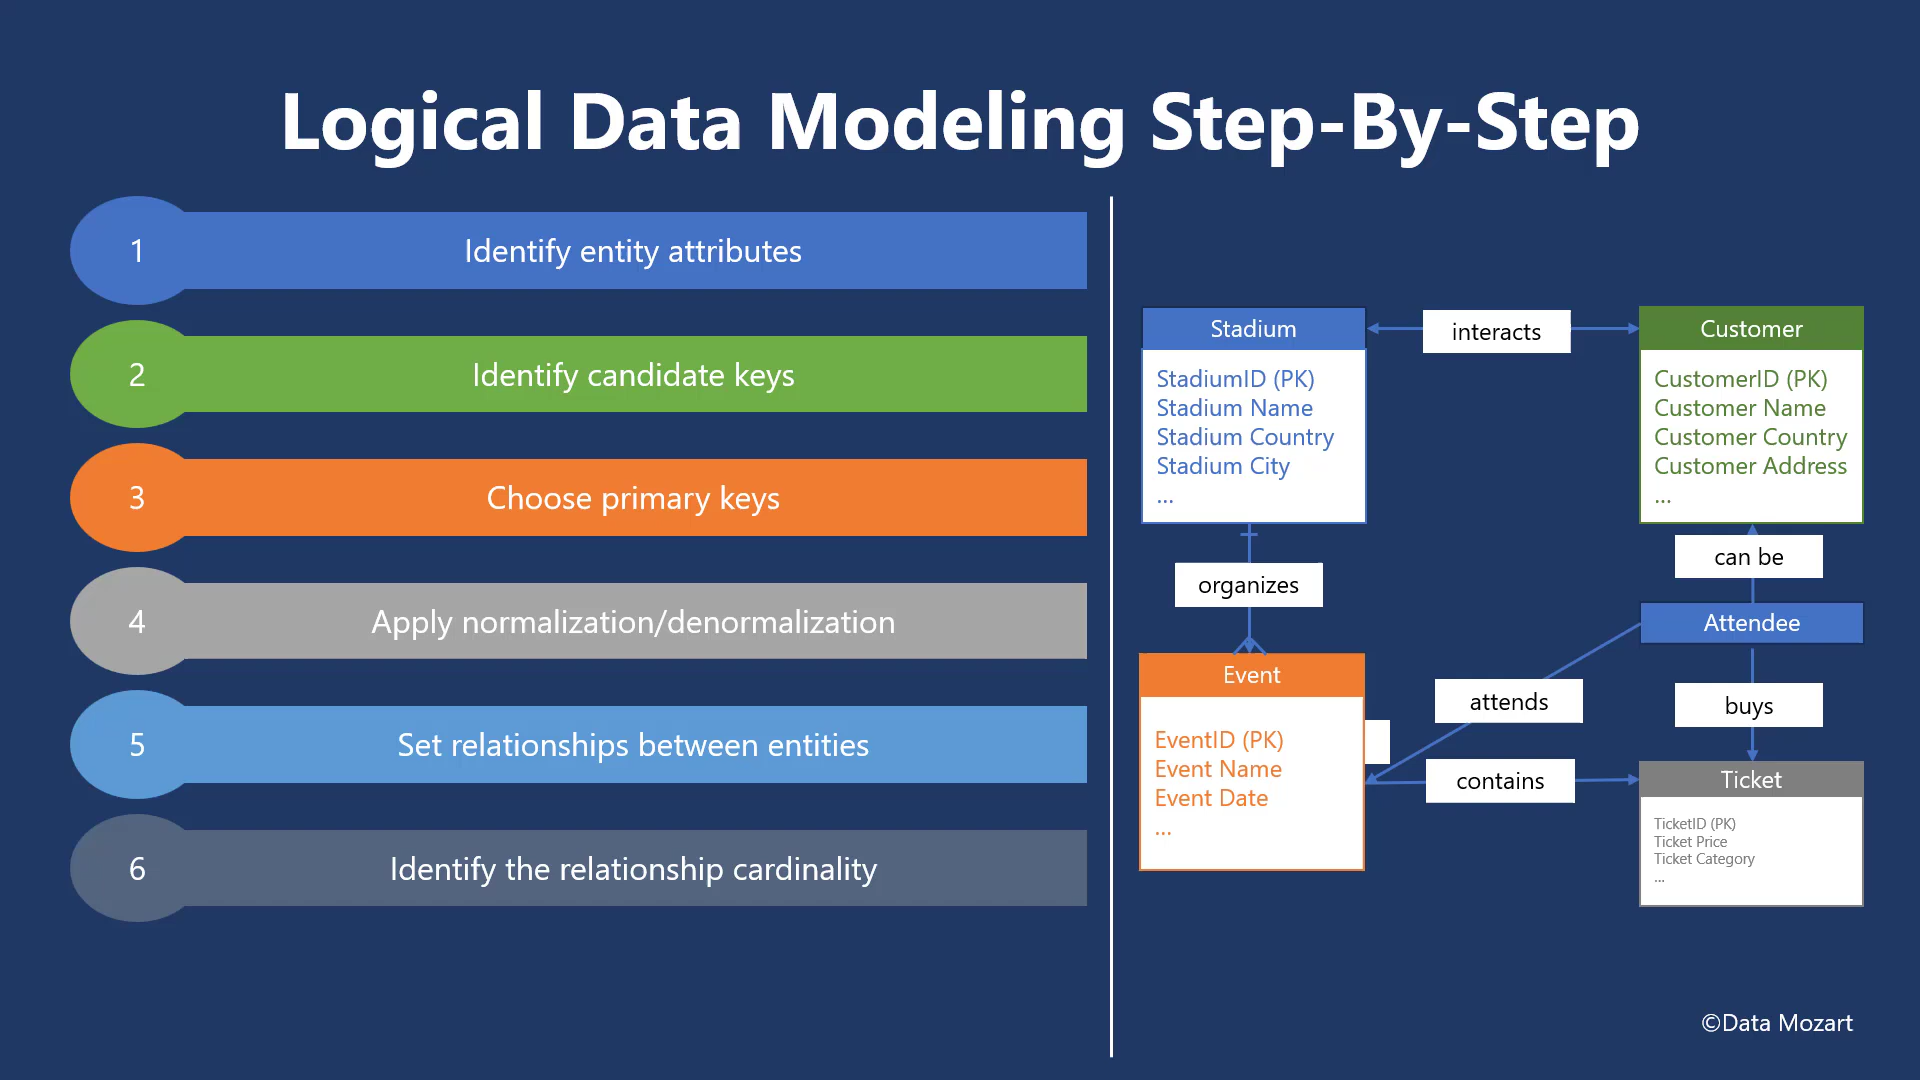 Logical Data Modeling Step-By-Step
1
Identify entity attributes
2
Identify candidate keys
3
Choose primary keys
4
Apply normalization/denormalization
5
Set relationships between entities
6
Identify the relationship cardinality
Stadium
StadiumID (PK)
Stadium Name
Stadium Country
Stadium City
...
interacts
Customer
CustomerID (PK)
Customer Name
Customer Country
Customer Address
...
organizes
can be
Attendee
Event
EventID (PK)
Event Name
Event Date
...
attends
buys
contains
Ticket
TicketID (PK)
Ticket Price
Ticket Category
...
©Data Mozart